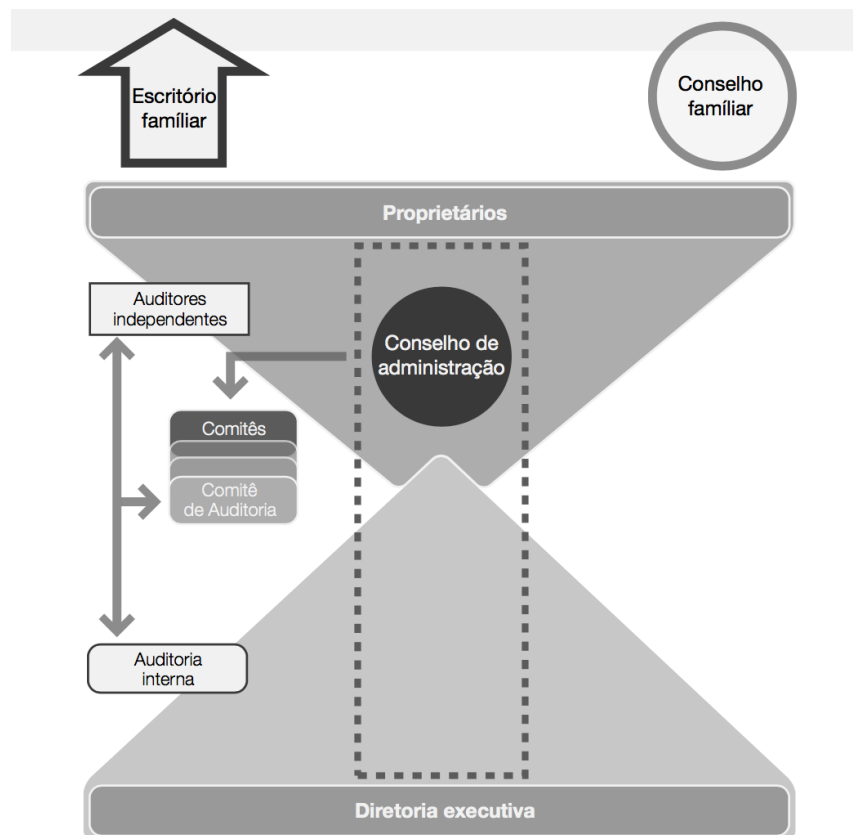 Escritório
famíliar
Conselho
famíliar
Proprietários
Auditores
independentes
Conselho de
administração
Comitês
Comitê
de Auditoria
Auditoria
interna
Diretoria executiva